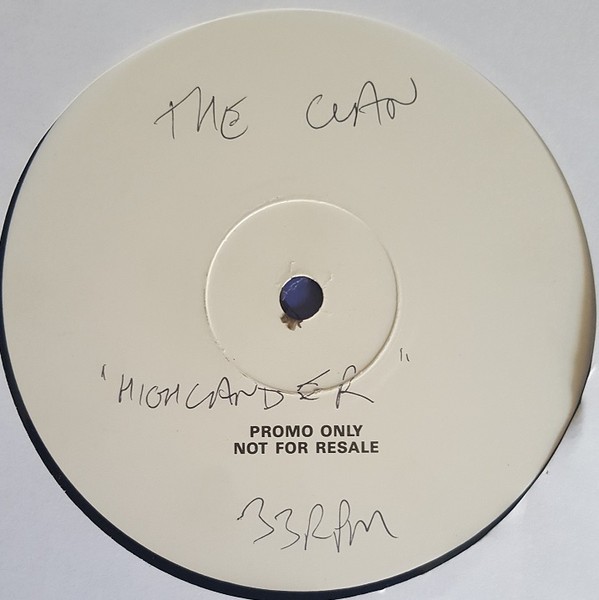 THE CLAN
"HIGHLANDER"
PROMO ONLY
NOT FOR RESALE
33RPM